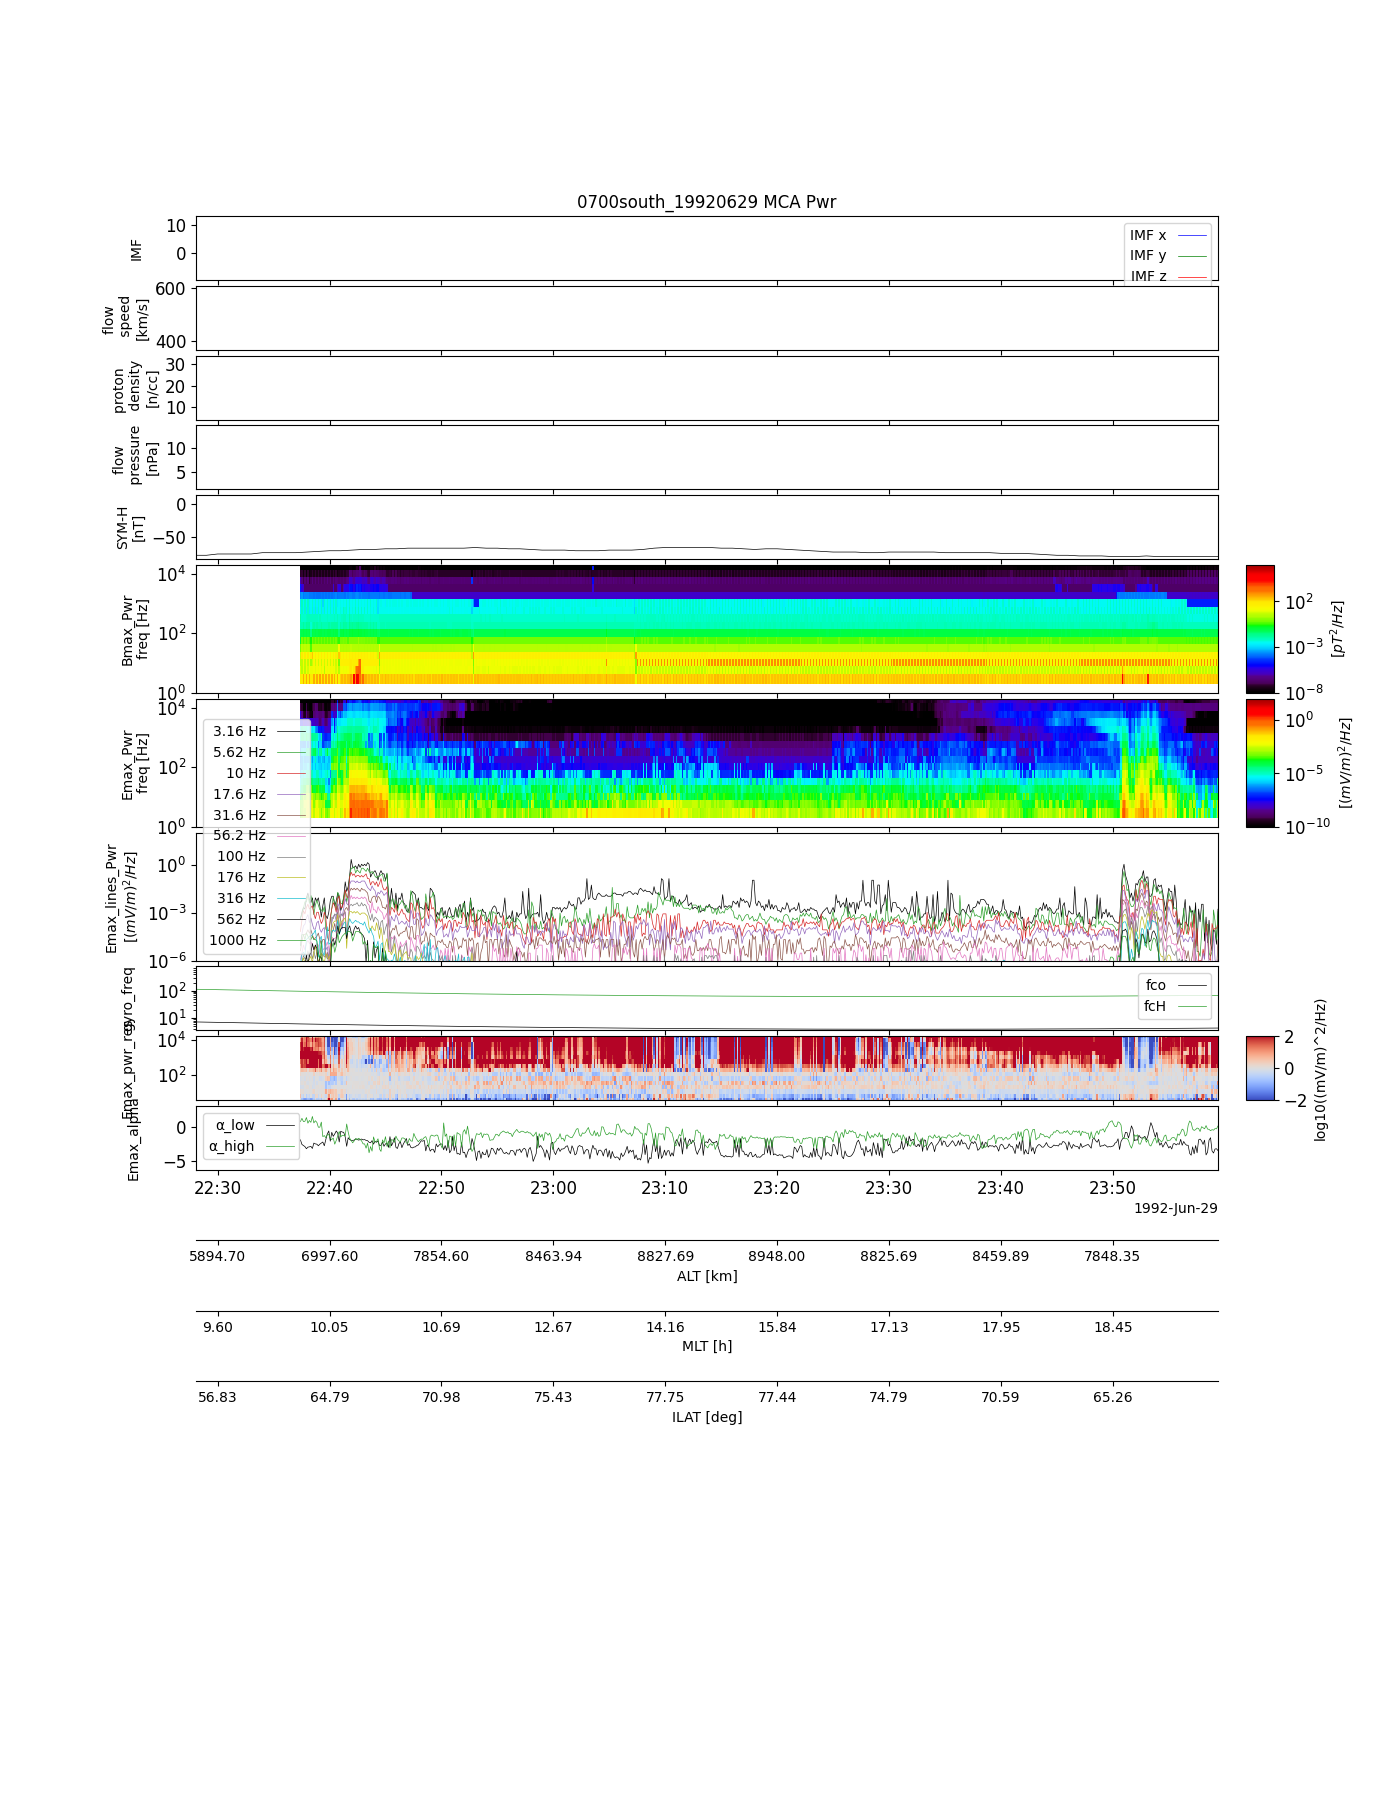 0700south_19920629 MCA Pwr
10
0
IMF
IMF x
IMF y
IMF z
600
400
flow
speed
[km/s]
30
20
10
proton
density
[n/cc]
10
5
flow
pressure
[nPa]
0
−50
SYM-H
[nT]
10^4
10^2
10^0
Bmax_Pwr
freq [Hz]
10^2
10^−3
10^−8
[pT^2/Hz]
10^4
10^2
10^0
Emax_Pwr
freq [Hz]
10^0
10^−5
10^−10
[(mV/m)^2/Hz]
3.16 Hz
5.62 Hz
10 Hz
17.6 Hz
31.6 Hz
56.2 Hz
100 Hz
176 Hz
316 Hz
562 Hz
1000 Hz
10^0
10^−3
10^−6
Emax_lines_Pwr
[(mV/m)^2/Hz]
10^2
10^1
gyro_freq
fco
fcH
10^4
10^2
Emax_pwr_reg
2
0
−2
log10((mV/m)^2/Hz)
0
−5
Emax_alpha
α_low
α_high
22:30 22:40 22:50 23:00 23:10 23:20 23:30 23:40 23:50
1992-Jun-29
5894.70 6997.60 7854.60 8463.94 8827.69 8948.00 8825.69 8459.89 7848.35
ALT [km]
9.60 10.05 10.69 12.67 14.16 15.84 17.13 17.95 18.45
MLT [h]
56.83 64.79 70.98 75.43 77.75 77.44 74.79 70.59 65.26
ILAT [deg]